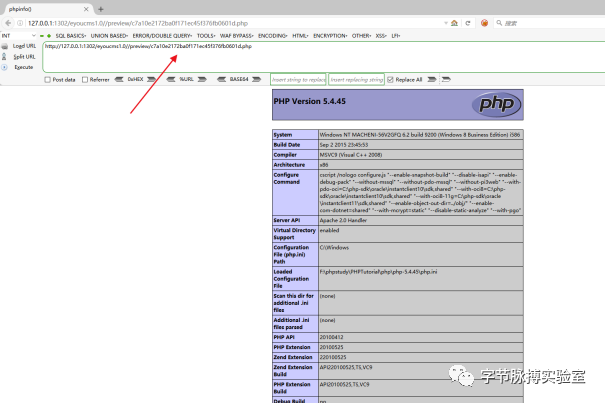 phpinfo()
127.0.0.1:1302/eyoucms1.0//preview/c7a10e2172ba0f171ec45f376fb0601d.php
搜索
INT
SQL BASICS- UNION BASED- ERROR/DOUBLE QUERY- TOOLS- WAF BYPASS- ENCODING- HTML- ENCRYPTION- OTHER- XSS- LFI-
Load URL
http://127.0.0.1:1302/eyoucms1.0//preview/c7a10e2172ba0f171ec45f376fb0601d.php
Split URL
Execute
Post data Referrer 0xHEX %URL BASE64 Insert string to replace Insert replacing string Replace All
PHP Version 5.4.45
php
System Windows NT MACHENI-56V2GFQ 6.2 build 9200 (Windows 8 Business Edition) i586
Build Date Sep 2 2015 23:45:53
Compiler MSVC9 (Visual C++ 2008)
Architecture x86
Configure Command cscript /nologo configure.js "--enable-snapshot-build" "--disable-isapi" "--enable-
debug-pack" "--without-mssql" "--without-pdo-mssql" "--without-pi3web" "--with-
pdo-oci=C:\php-sdk\oracle\instantclient10\sdk,shared" "--with-oci8=C:\php-
sdk\oracle\instantclient10\sdk,shared" "--with-oci8-11g=C:\php-sdk\oracle
\instantclient11\sdk,shared" "--enable-object-out-dir=../obj/" "--enable-
com-dotnet=shared" "--with-mcrypt=static" "--disable-static-analyze" "--with-pgo"
Server API Apache 2.0 Handler
Virtual Directory Support enabled
Configuration File (php.ini) Path C:\Windows
Loaded Configuration File F:\phpstudy\PHPTutorial\php\php-5.4.45\php.ini
Scan this dir for additional .ini files (none)
Additional .ini files parsed (none)
PHP API 20100412
PHP Extension 20100525
Zend Extension 220100525
Zend Extension Build API220100525,TS,VC9
PHP Extension Build API20100525,TS,VC9
Debug Build no
字节脉搏实验室